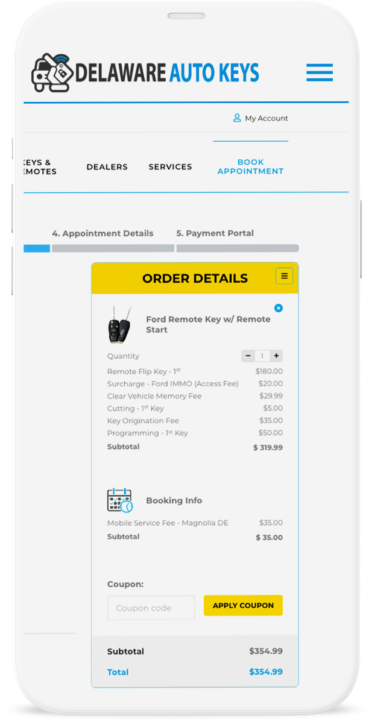 DELAWARE AUTO KEYS
My Account
KEYS &
DEALERS SERVICES BOOK
APPOINTMENT
4. Appointment Details 5. Payment Portal
ORDER DETAILS
Ford Remote Key w/ Remote
Start
Quantity - 1 +
Remote Flip Key - 1st $180.00
Surcharge - Ford IMMO (Access Fee) $20.00
Clear Vehicle Memory Fee $29.99
Cutting - 1st Key $5.00
Key Origination Fee $35.00
Programming - 1st Key $50.00
Subtotal $ 319.99
Booking Info
Mobile Service Fee - Magnolia DE $35.00
Subtotal $ 35.00
Coupon:
Coupon code APPLY COUPON
Subtotal $354.99
Total $354.99